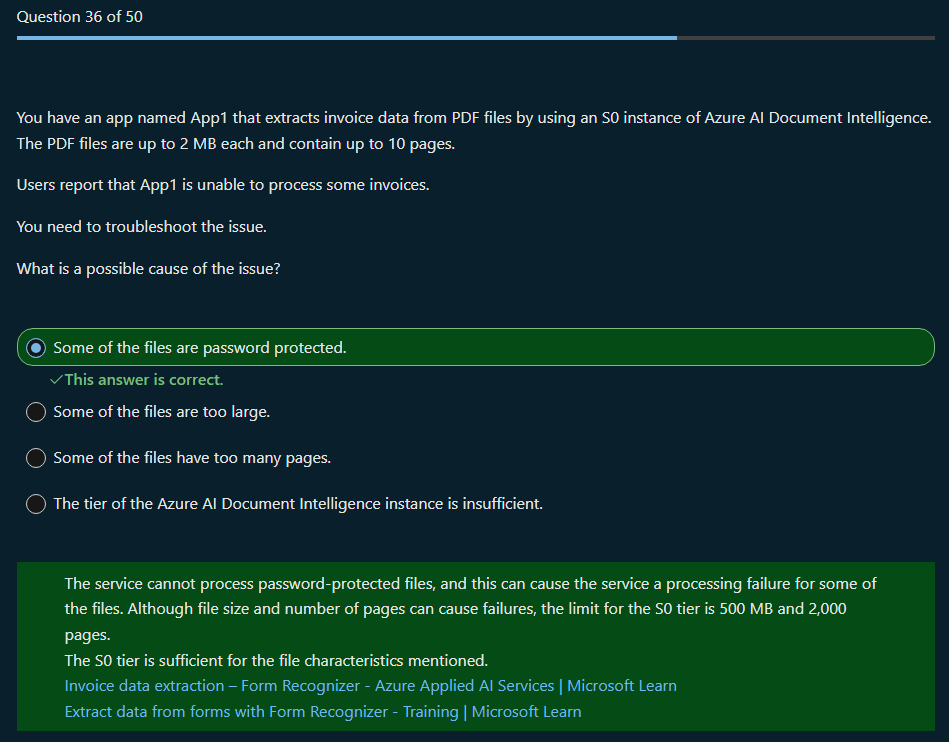 Question 36 of 50
You have an app named App1 that extracts invoice data from PDF files by using an S0 instance of Azure AI Document Intelligence.
The PDF files are up to 2 MB each and contain up to 10 pages.
Users report that App1 is unable to process some invoices.
You need to troubleshoot the issue.
What is a possible cause of the issue?
Some of the files are password protected.
✓This answer is correct.
Some of the files are too large.
Some of the files have too many pages.
The tier of the Azure AI Document Intelligence instance is insufficient.
The service cannot process password-protected files, and this can cause the service a processing failure for some of
the files. Although file size and number of pages can cause failures, the limit for the S0 tier is 500 MB and 2,000
pages.
The S0 tier is sufficient for the file characteristics mentioned.
Invoice data extraction – Form Recognizer - Azure Applied AI Services | Microsoft Learn
Extract data from forms with Form Recognizer - Training | Microsoft Learn